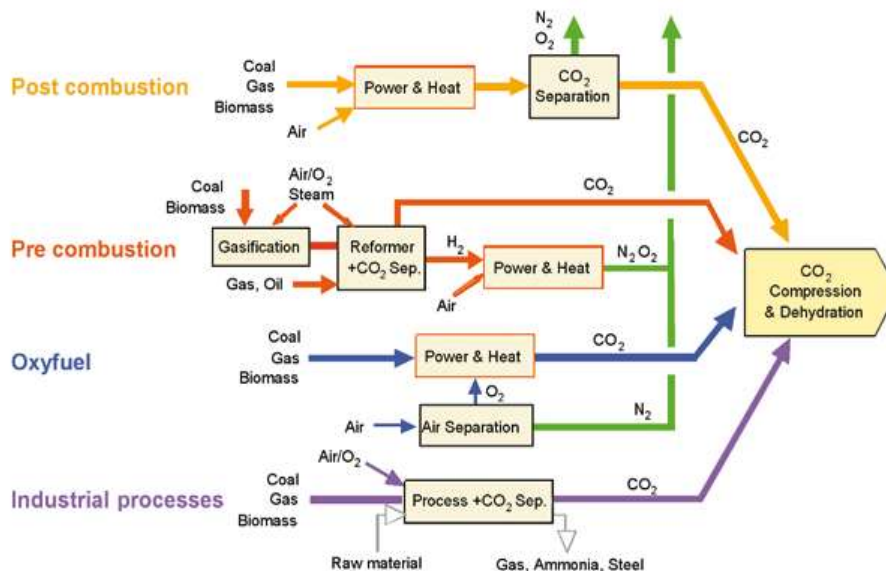 N₂
O₂
Coal
Gas
Biomass
Post combustion
Power & Heat
CO₂
Separation
Air
CO₂
Air/O₂
Steam
Coal
Biomass
CO₂
Pre combustion
Gasification
Reformer
+CO₂ Sep.
H₂
Power & Heat
N₂O₂
Gas, Oil
Air
CO₂
Compression
& Dehydration
Coal
Gas
Biomass
Oxyfuel
Power & Heat
CO₂
O₂
Air
Air Separation
N₂
Air/O₂
Coal
Gas
Biomass
Industrial processes
Process +CO₂ Sep.
CO₂
Raw material
Gas, Ammonia, Steel